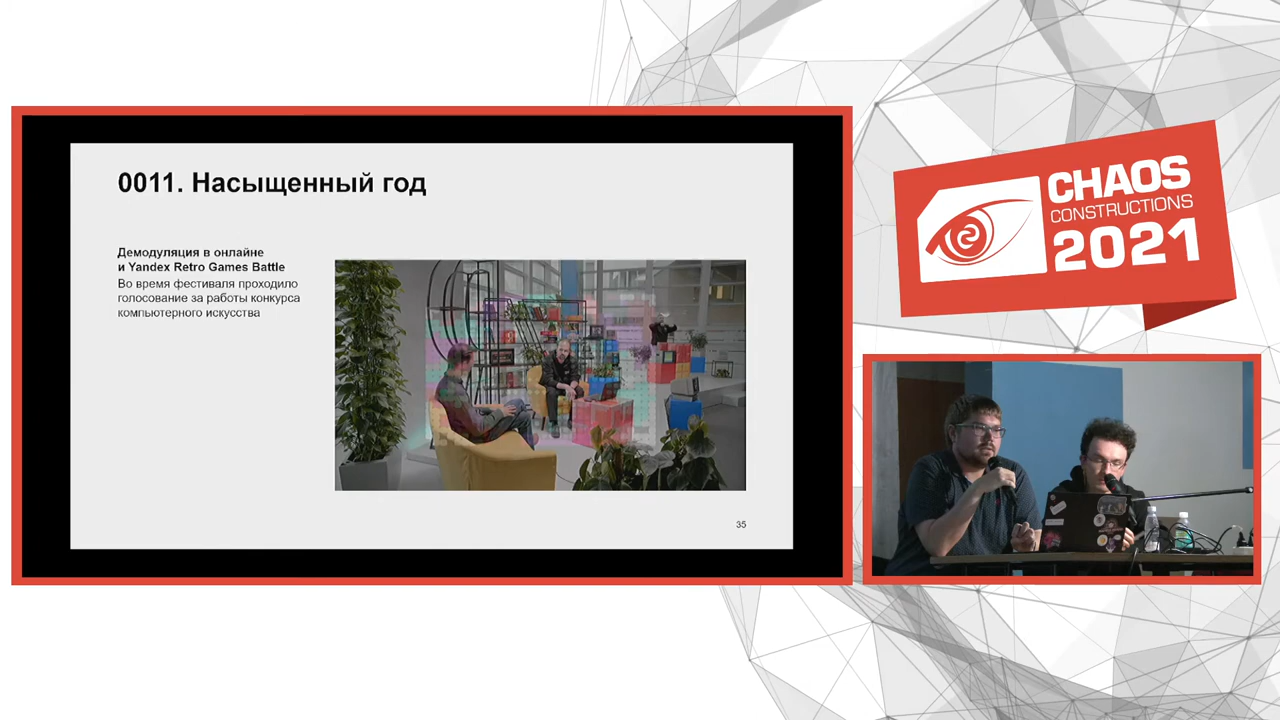 0011. Насыщенный год
Демодуляция в онлайне
и Yandex Retro Games Battle
Во время фестиваля проходило
голосование за работы конкурса
компьютерного искусства
35
CHAOS
CONSTRUCTIONS
2021